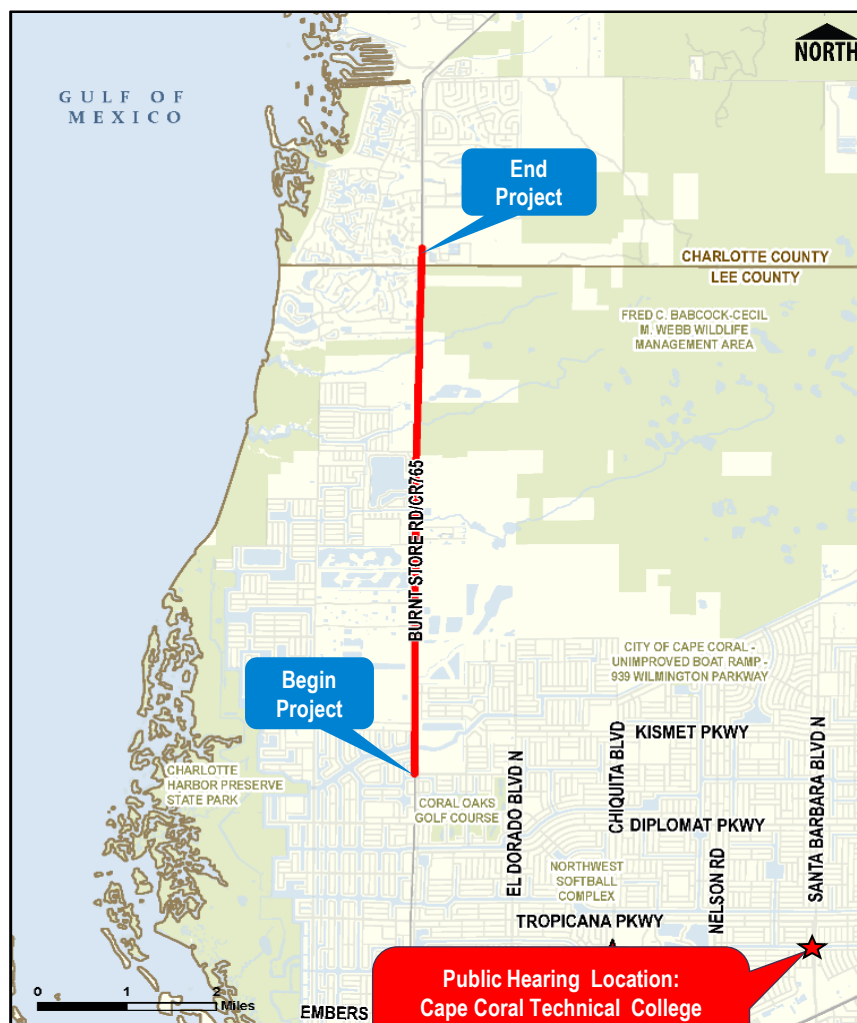 NORTH
GULF OF
MEXICO
End
Project
CHARLOTTE COUNTY
LEE COUNTY
FRED C. BABCOCK-CECIL
M. WEBB WILDLIFE
MANAGEMENT AREA
BURNT STORE RD/CR765
CITY OF CAPE CORAL -
UNIMPROVED BOAT RAMP -
939 WILMINGTON PARKWAY
Begin
Project
KISMET PKWY
CHARLOTTE
HARBOR PRESERVE
STATE PARK
CORAL OAKS
GOLF COURSE
EL DORADO BLVD N
CHIQUITA BLVD
DIPLOMAT PKWY
SANTA BARBARA BLVD N
NELSON RD
NORTHWEST
SOFTBALL
COMPLEX
TROPICANA PKWY
Public Hearing Location:
Cape Coral Technical College
0 1 2
Miles
EMBERS